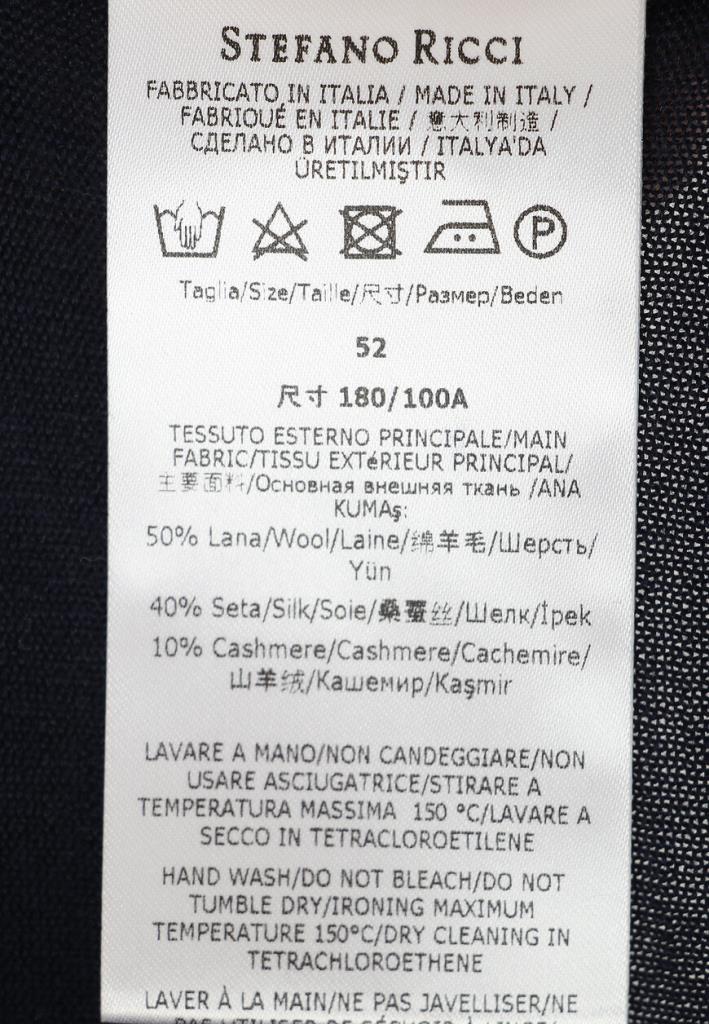 STEFANO RICCI
FABBRICATO IN ITALIA / MADE IN ITALY /
FABRIQUÉ EN ITALIE / 意大利制造 /
СДЕЛАНО В ИТАЛИИ / ITALYA'DA
ÜRETILMIŞTIR
P
Taglia/Size/Taille/尺寸/Размер/Beden
52
尺寸 180/100A
TESSUTO ESTERNO PRINCIPALE/MAIN
FABRIC/TISSU EXTéRIEUR PRINCIPAL/
主要面料/Основная внешняя ткань /ANA
KUMAş:
50% Lana/Wool/Laine/绵羊毛/Шерсть/
Yün
40% Seta/Silk/Soie/桑蚕丝/Шелк/İpek
10% Cashmere/Cashmere/Cachemire/
山羊绒/Кашемир/Kaşmir
LAVARE A MANO/NON CANDEGGIARE/NON
USARE ASCIUGATRICE/STIRARE A
TEMPERATURA MASSIMA 150 °C/LAVARE A
SECCO IN TETRACLOROETILENE
HAND WASH/DO NOT BLEACH/DO NOT
TUMBLE DRY/IRONING MAXIMUM
TEMPERATURE 150°C/DRY CLEANING IN
TETRACHLOROETHENE
LAVER À LA MAIN/NE PAS JAVELLISER/NE